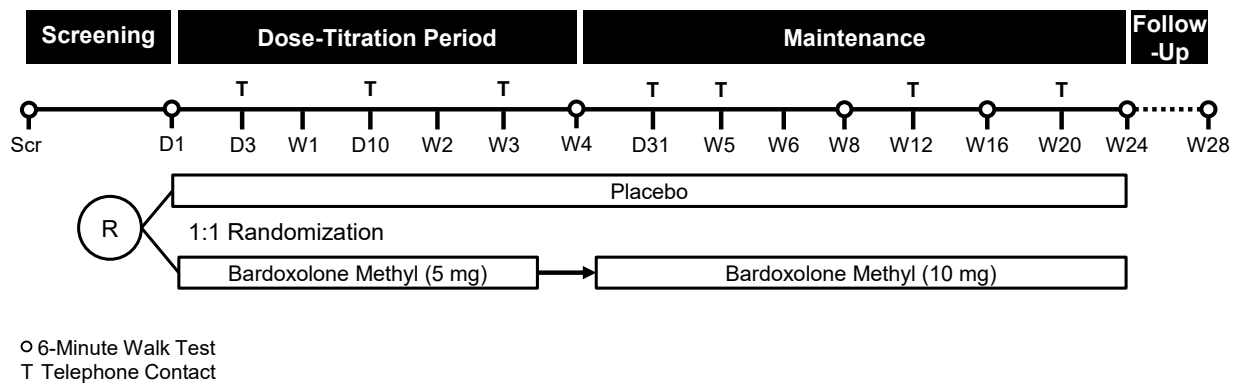 Screening Dose-Titration Period Maintenance Follow
-Up
T T T T T T T
Scr D1 D3 W1 D10 W2 W3 W4 D31 W5 W6 W8 W12 W16 W20 W24 W28
Placebo
R
1:1 Randomization
Bardoxolone Methyl (5 mg) Bardoxolone Methyl (10 mg)
6-Minute Walk Test
T Telephone Contact